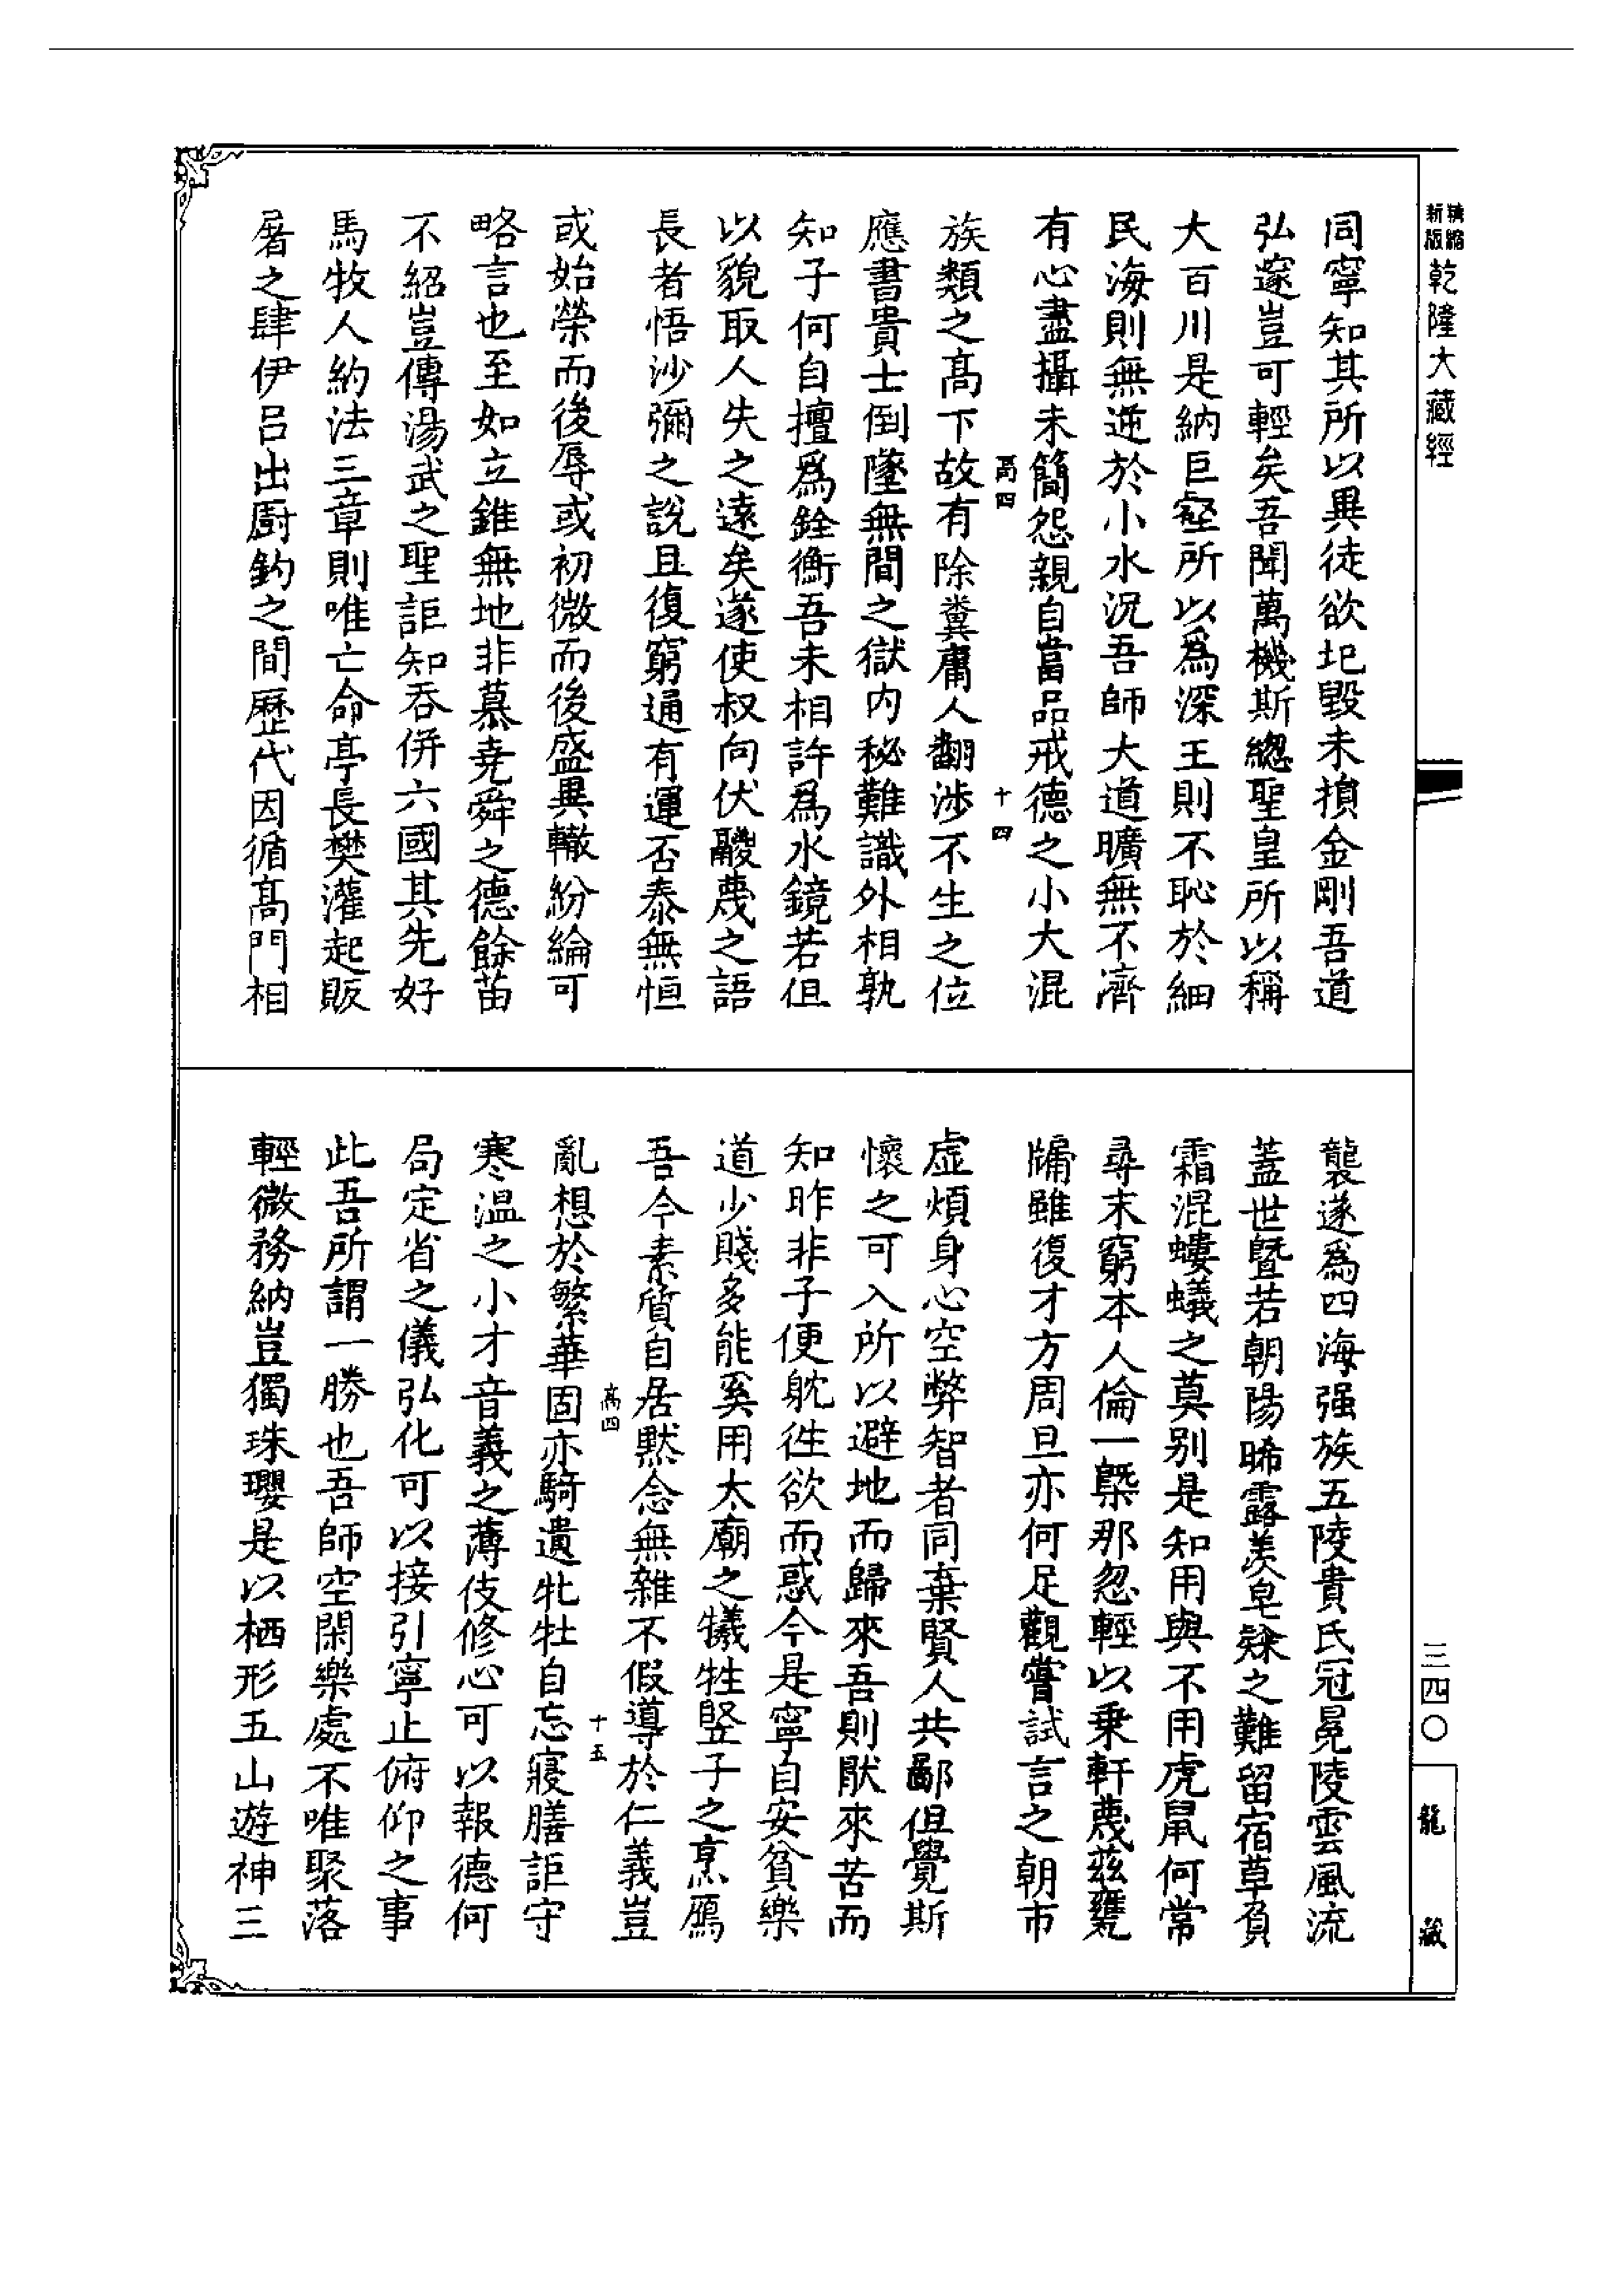 新版精縮乾隆大藏經
同寧知其所以異徒欲圮毀未損金剛吾道
弘邃豈可輕矣吾聞萬機斯緫聖皇所以稱
大百川是納巨壑所以爲深王則不恥於細
民海則無逆於小水況吾師大道曠無不濟
有心盡攝未簡怨親自當品戒德之小大混
高四 十四
族類之高下故有除糞庸人翻涉不生之位
應書貴士倒墜無間之獄内秘難識外相孰
知子何自擅爲銓衡吾未相許爲水鏡若但
以貌取人失之遠矣遂使叔向伏鬷蔑之語
長者悟沙彌之說且復窮通有運否泰無恒
或始榮而後辱或初微而後盛異轍紛綸可
略言也至如立錐無地非慕堯舜之德餘苗
不紹豈傳湯武之聖詎知吞併六國其先好
馬牧人約法三章則唯亡命亭長樊灌起販
屠之肆伊呂出廚釣之間歷代因循高門相
襲遂爲四海强族五陵貴氏冠冕陵雲風流
蓋世曁若朝陽晞露羨皂櫟之難留宿草負
霜混螻蟻之莫別是知用與不用虎鼠何常
尋末窮本人倫一槩那忽輕以乗軒蔑兹甕
牖雖復才方周旦亦何足觀嘗試言之朝市
虛煩身心空弊智者同棄賢人共鄙但覺斯
懷之可入所以避地而歸來吾則猒來苦而
知昨非子便躭徃欲而惑今是寧自安貧樂
道少賤多能奚用太廟之犧牲竪子之烹鴈
吾今素質自居黙念無雜不假導於仁義豈
高四 十五
亂想於繁華固亦騎遺牝牡自忘寢膳詎守
寒温之小才音義之薄伎修心可以報德何
局定省之儀弘化可以接引寧止俯仰之事
此吾所謂一勝也吾師空閑樂處不唯聚落
輕微務納豈獨珠瓔是以栖形五山遊神三
三四〇
龍藏